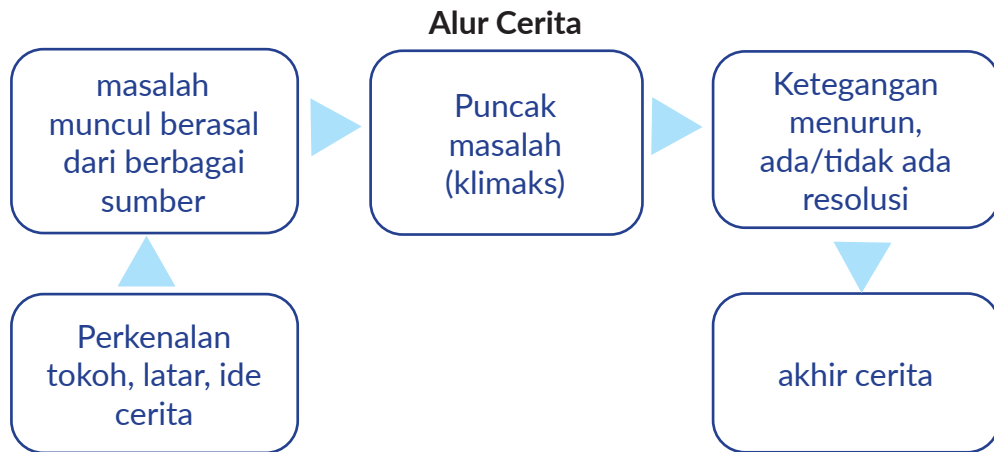 Alur Cerita
Perkenalan
tokoh, latar, ide
cerita
masalah
muncul berasal
dari berbagai
sumber
Puncak
masalah
(klimaks)
Ketegangan
menurun,
ada/tidak ada
resolusi
akhir cerita